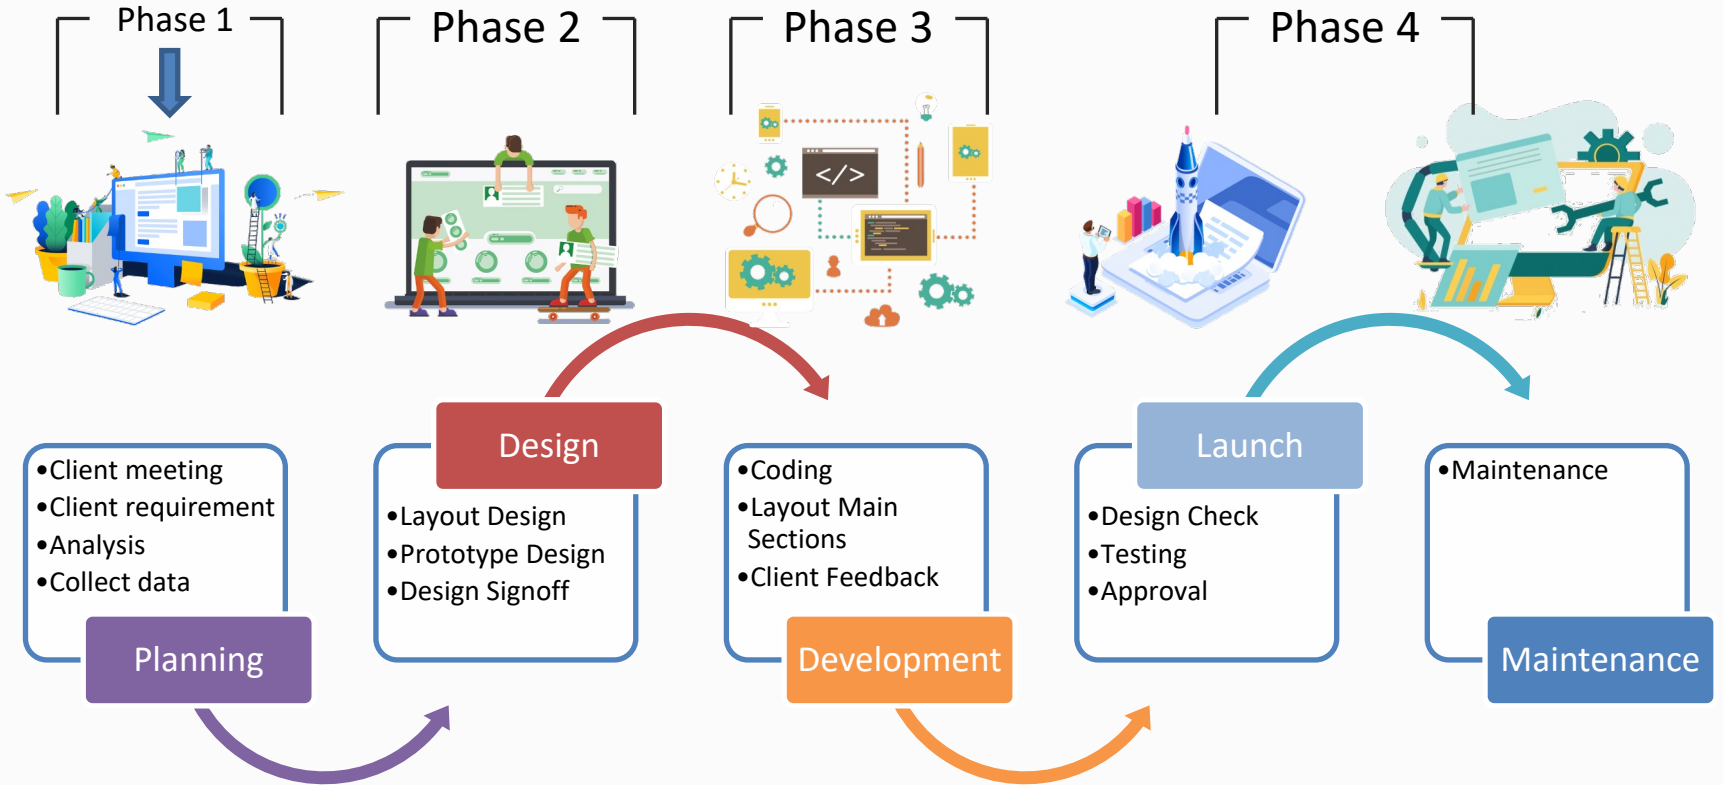 Phase 1
Phase 2
Phase 3
Phase 4
</>
Design
Launch
•Client meeting
•Client requirement
•Analysis
•Collect data
•Layout Design
•Prototype Design
•Design Signoff
•Coding
•Layout Main
Sections
•Client Feedback
•Design Check
•Testing
•Approval
•Maintenance
Planning
Development
Maintenance